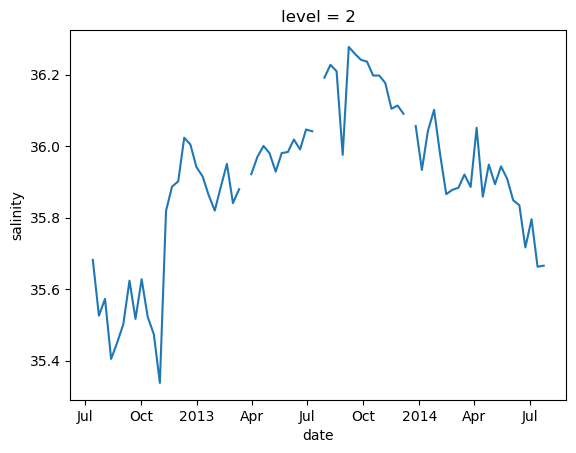 level = 2
salinity
36.2
36.0
35.8
35.6
35.4
Jul Oct 2013 Apr Jul Oct 2014 Apr Jul
date